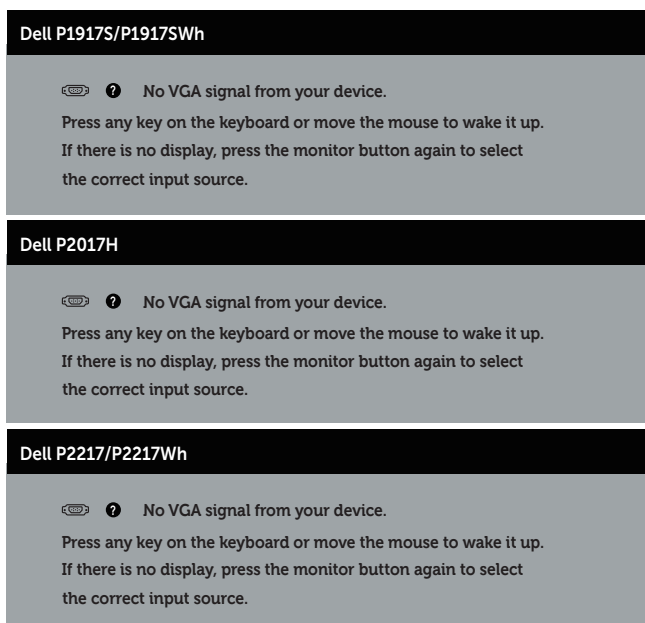 Dell P1917S/P1917SWh
No VGA signal from your device.
Press any key on the keyboard or move the mouse to wake it up.
If there is no display, press the monitor button again to select
the correct input source.
Dell P2017H
No VGA signal from your device.
Press any key on the keyboard or move the mouse to wake it up.
If there is no display, press the monitor button again to select
the correct input source.
Dell P2217/P2217Wh
No VGA signal from your device.
Press any key on the keyboard or move the mouse to wake it up.
If there is no display, press the monitor button again to select
the correct input source.